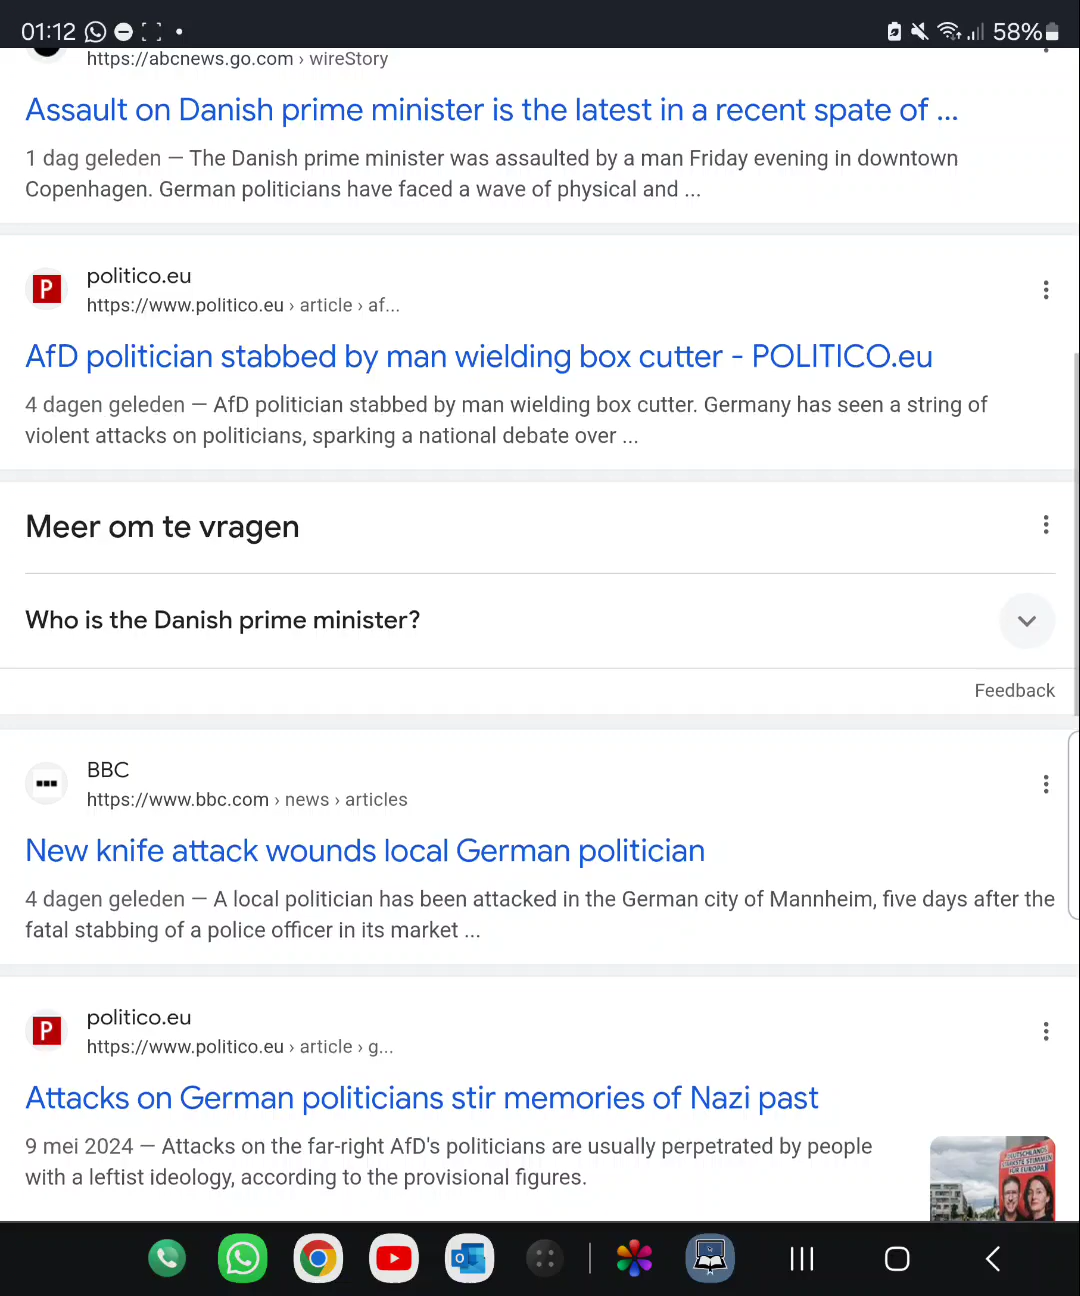 01:12
58%
https://abcnews.go.com › wireStory
Assault on Danish prime minister is the latest in a recent spate of ...
1 dag geleden — The Danish prime minister was assaulted by a man Friday evening in downtown
Copenhagen. German politicians have faced a wave of physical and ...
P
politico.eu
https://www.politico.eu › article › af...
AfD politician stabbed by man wielding box cutter - POLITICO.eu
4 dagen geleden — AfD politician stabbed by man wielding box cutter. Germany has seen a string of
violent attacks on politicians, sparking a national debate over ...
Meer om te vragen
Who is the Danish prime minister?
Feedback
BBC
https://www.bbc.com › news › articles
New knife attack wounds local German politician
4 dagen geleden — A local politician has been attacked in the German city of Mannheim, five days after the
fatal stabbing of a police officer in its market ...
P
politico.eu
https://www.politico.eu › article › g...
Attacks on German politicians stir memories of Nazi past
9 mei 2024 — Attacks on the far-right AfD's politicians are usually perpetrated by people
with a leftist ideology, according to the provisional figures.
DEUTSCHLANDS
STIMMEN
FÜR EUROPA